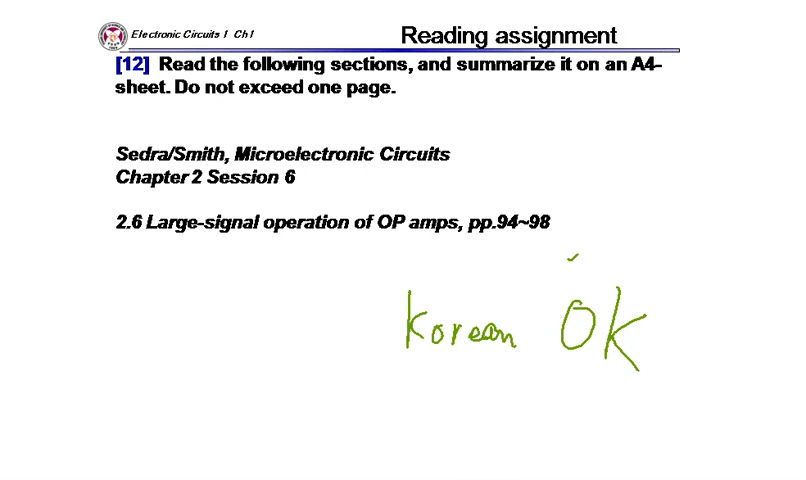 Electronic Circuits 1 Ch1
Reading assignment
[12] Read the following sections, and summarize it on an A4-
sheet. Do not exceed one page.
Sedra/Smith, Microelectronic Circuits
Chapter 2 Session 6
2.6 Large-signal operation of OP amps, pp.94~98
Korean OK